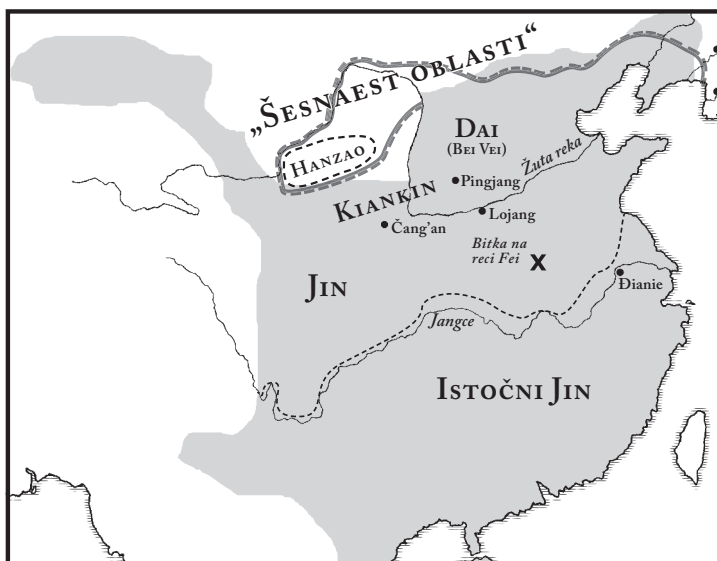 „Šesnaest oblasti“
Hanzao
Dai
(Bei Vei)
Žuta reka
Pingjang
Kiankin
Lojang
Čang'an
Bitka na
reci Fei
X
Jin
Đianie
Jangce
Istočni Jin